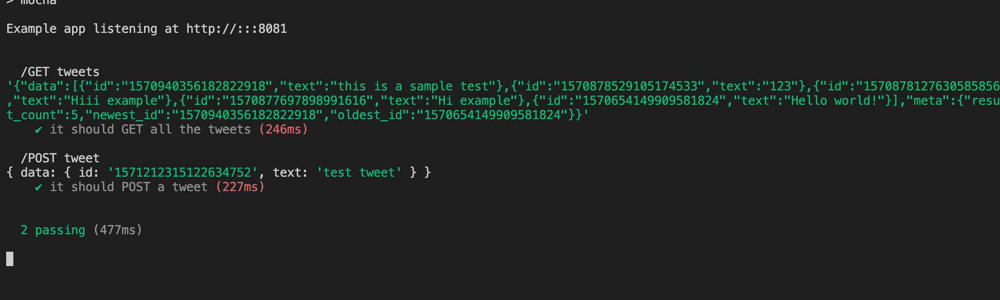 > mocha
Example app listening at http://:::8081
/GET tweets
'{"data":[{"id":"1570940356182822918","text":"this is a sample test"},{"id":"1570878529105174533","text":"123"},{"id":"1570878127630585856
,"text":"Hiii example"},{"id":"1570877697898991616","text":"Hi example"},{"id":"1570654149909581824","text":"Hello world!"}],"meta":{"resu
t_count":5,"newest_id":"1570940356182822918","oldest_id":"1570654149909581824"}}'
✔ it should GET all the tweets (246ms)
/POST tweet
{ data: { id: '1571212315122634752', text: 'test tweet' } }
✔ it should POST a tweet (227ms)
2 passing (477ms)